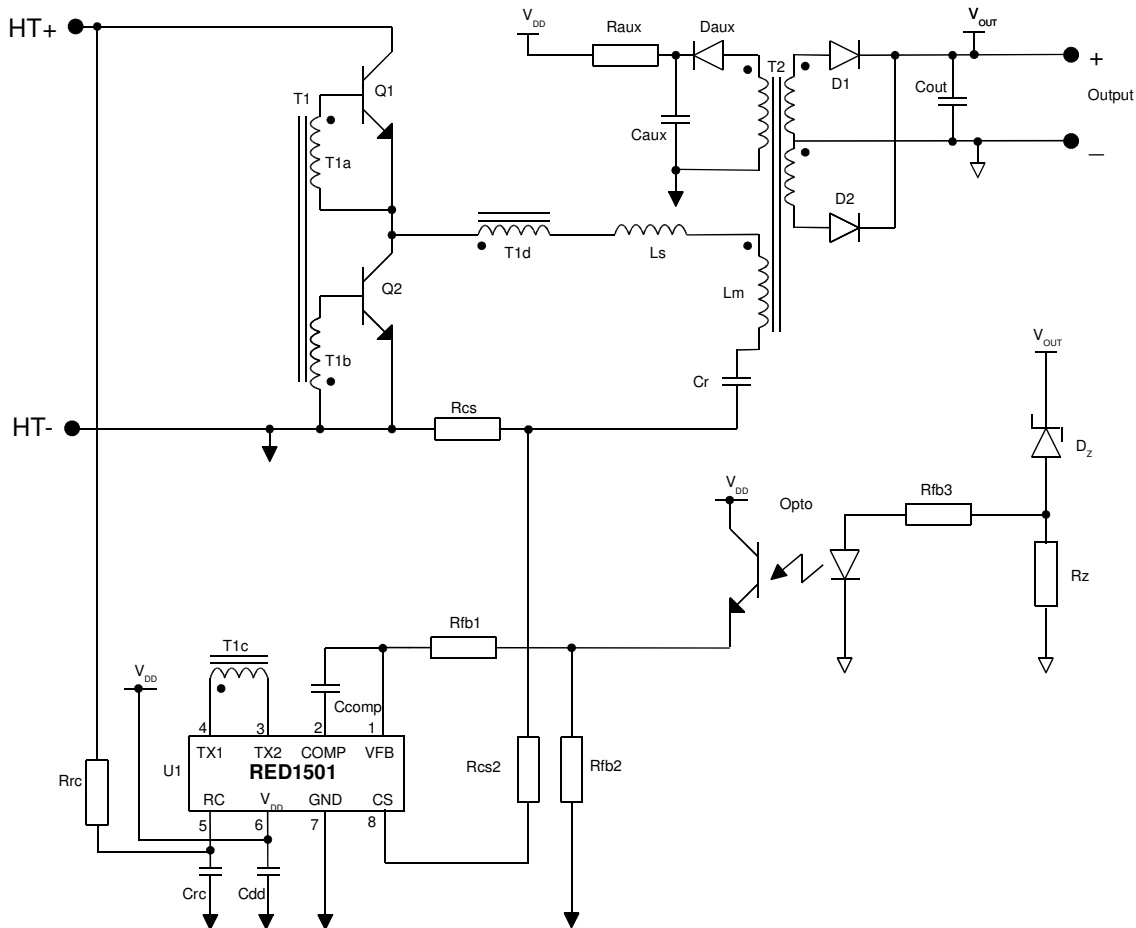 HT+
VDD
Raux
Daux
VOUT
T2
D1
Cout
+
Output
Q1
T1
T1a
Caux
_
D2
T1d
Ls
Q2
Lm
T1b
Cr
VOUT
HT-
Rcs
DZ
VDD
Opto
Rfb3
Rz
Rfb1
T1c
VDD
Ccomp
4
3
2
1
TX1
TX2
COMP
VFB
U1
RED1501
Rcs2
Rfb2
Rrc
RC
VDD
GND
CS
5
6
7
8
Crc
Cdd